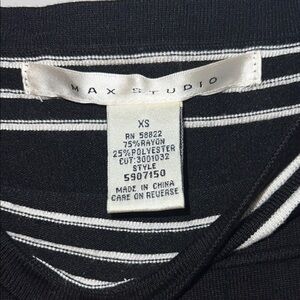 MAX STUDIO
XS
RN 58822
75%RAYON
25%POLYESTER
CUT:3001032
STYLE
5907150
MADE IN CHINA
CARE ON REVERSE